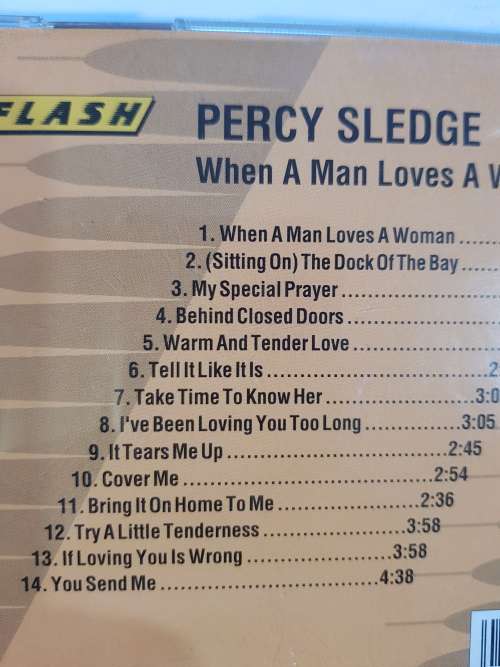 FLASH
PERCY SLEDGE
When A Man Loves A
1. When A Man Loves A Woman ......
2. (Sitting On) The Dock Of The Bay ......
3. My Special Prayer ......
4. Behind Closed Doors ......
5. Warm And Tender Love ......
6. Tell It Like It Is ...... 2
7. Take Time To Know Her ...... 3:0
8. I've Been Loving You Too Long ...... 3:05
9. It Tears Me Up ...... 2:45
10. Cover Me ...... 2:54
11. Bring It On Home To Me ...... 2:36
12. Try A Little Tenderness ...... 3:58
13. If Loving You Is Wrong ...... 3:58
14. You Send Me ...... 4:38